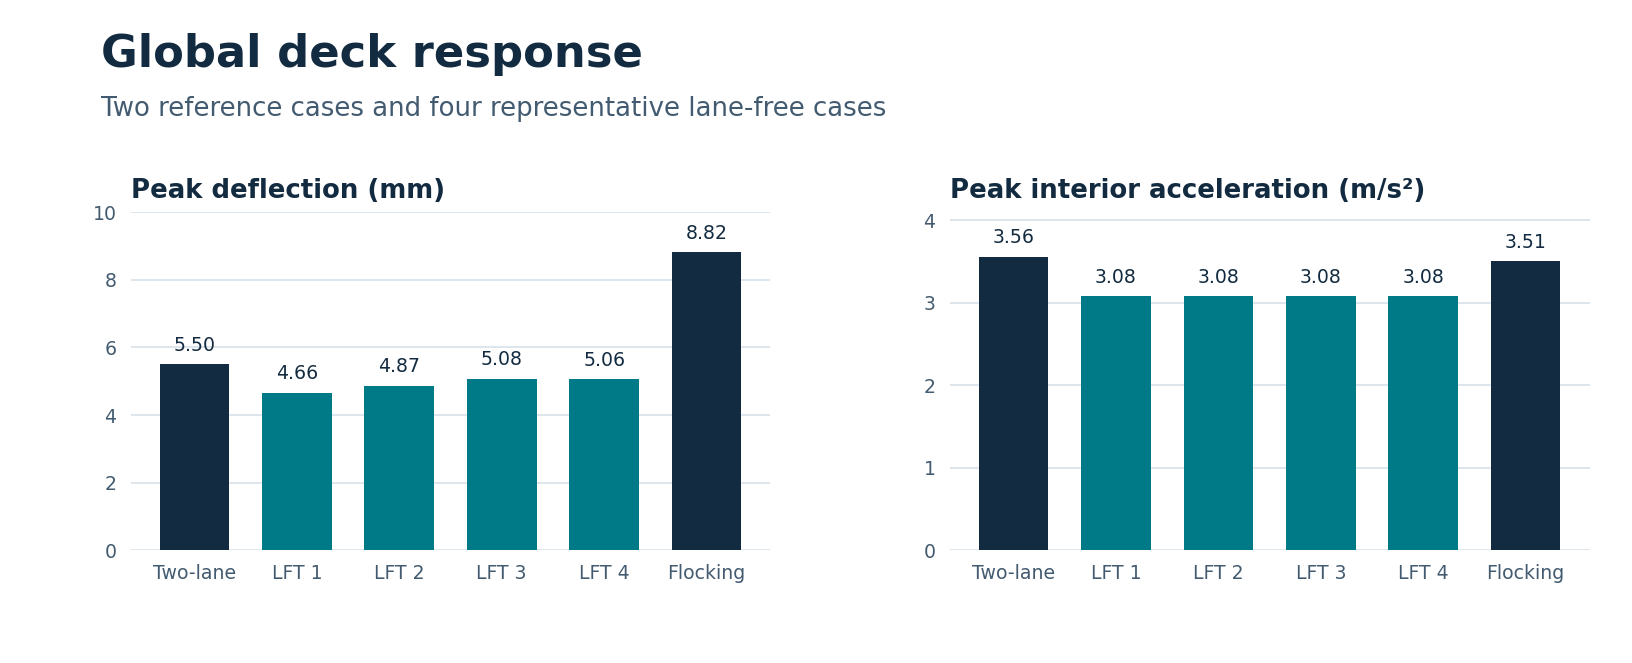 Global deck response
Two reference cases and four representative lane-free cases
Peak deflection (mm)
10
8
6
4
2
0
5.50
4.66
4.87
5.08
5.06
8.82
Two-lane
LFT 1
LFT 2
LFT 3
LFT 4
Flocking
Peak interior acceleration (m/s²)
4
3
2
1
0
3.56
3.08
3.08
3.08
3.08
3.51
Two-lane
LFT 1
LFT 2
LFT 3
LFT 4
Flocking